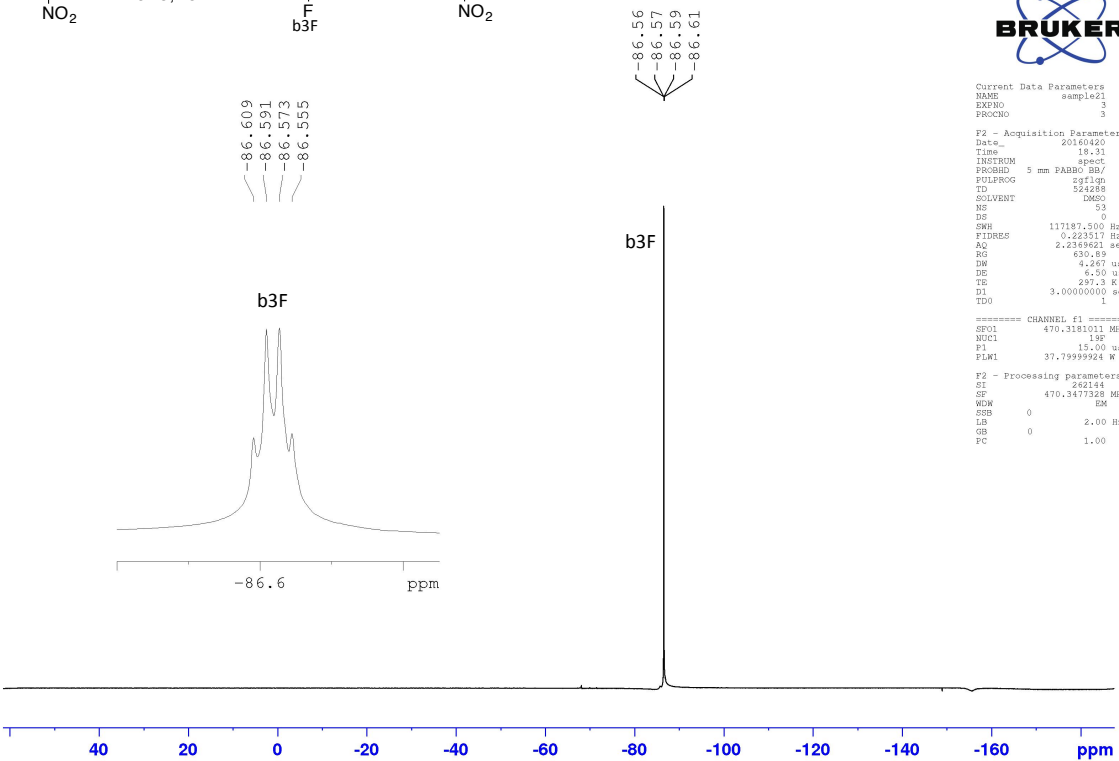 NO2
F
b3F
NO2
-86.56
-86.57
-86.59
-86.61
BRUKER
-86.609
-86.591
-86.573
-86.555
b3F
b3F
-86.6 ppm
Current Data Parameters
NAME sample21
EXPNO 3
PROCNO 3
F2 - Acquisition Parameter
Date_ 20160420
Time 18.31
INSTRUM spect
PROBHD 5 mm PABBO BB/
PULPROG zgflqn
TD 524288
SOLVENT DMSO
NS 53
DS 0
SWH 117187.500 Hz
FIDRES 0.223517 Hz
AQ 2.2369621 se
RG 630.89
DW 4.267 u
DE 6.50 u
TE 297.3 K
D1 3.00000000 s
TD0 1
======== CHANNEL f1 ======
SFO1 470.3181011 MH
NUC1 19F
P1 15.00 u
PLW1 37.79999924 W
F2 - Processing parameters
SI 262144
SF 470.3477328 MH
WDW EM
SSB 0
LB 2.00 Hz
GB 0
PC 1.00
40 20 0 -20 -40 -60 -80 -100 -120 -140 -160 ppm